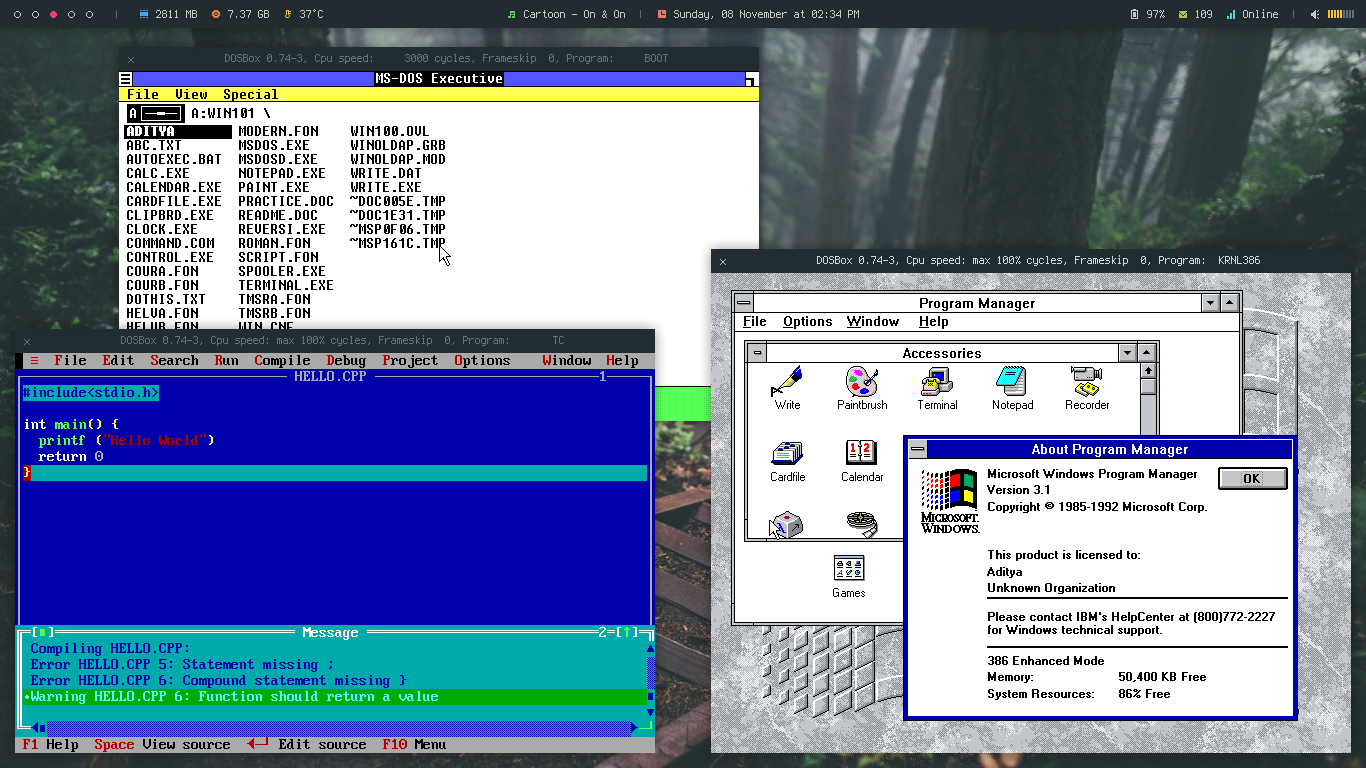 2811 MB 7.37 GB 37°C Cartoon - On & On Sunday, 08 November at 02:34 PM 97% 109 Online
DOSBox 0.74-3, Cpu speed: 3000 cycles, Frameskip 0, Program: BOOT
MS-DOS Executive
File View Special
A A:WIN101 \
ADITYA MODERN.FON WIN100.OVL
ABC.TXT MSDOS.EXE WINOLDAP.GRB
AUTOEXEC.BAT MSDOSD.EXE WINOLDAP.MOD
CALC.EXE NOTEPAD.EXE WRITE.DAT
CALENDAR.EXE PAINT.EXE WRITE.EXE
CARDFILE.EXE PRACTICE.DOC ~DOC005E.TMP
CLIPBRD.EXE README.DOC ~DOC1E31.TMP
CLOCK.EXE REVERSI.EXE ~MSP0F06.TMP
COMMAND.COM ROMAN.FON ~MSP161C.TMP
CONTROL.EXE SCRIPT.FON
COURA.FON SPOOLER.EXE
COURB.FON TERMINAL.EXE
DOTHIS.TXT TMSRA.FON
HELVA.FON TMSRB.FON
HELVB.FON WIN.CNF
DOSBox 0.74-3, Cpu speed: max 100% cycles, Frameskip 0, Program: TC
≡ File Edit Search Run Compile Debug Project Options Window Help
HELLO.CPP 1
#include<stdio.h>
int main() {
printf ("Hello World")
return 0
}
Message 2
Compiling HELLO.CPP:
Error HELLO.CPP 5: Statement missing ;
Error HELLO.CPP 6: Compound statement missing }
•Warning HELLO.CPP 6: Function should return a value
F1 Help Space View source Edit source F10 Menu
DOSBox 0.74-3, Cpu speed: max 100% cycles, Frameskip 0, Program: KRNL386
Program Manager
File Options Window Help
Accessories
Write Paintbrush Terminal Notepad Recorder
Cardfile Calendar
Games
About Program Manager
Microsoft Windows Program Manager
Version 3.1
Copyright © 1985-1992 Microsoft Corp.
OK
MICROSOFT.
WINDOWS.
This product is licensed to:
Aditya
Unknown Organization
Please contact IBM's HelpCenter at (800)772-2227
for Windows technical support.
386 Enhanced Mode
Memory: 50,400 KB Free
System Resources: 86% Free